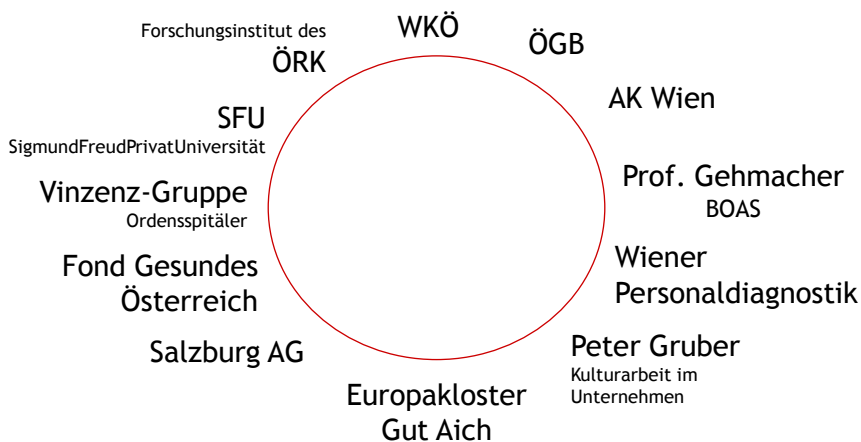 WKÖ
ÖGB
AK Wien
Prof. Gehmacher
BOAS
Wiener
Personaldiagnostik
Peter Gruber
Kulturarbeit im
Unternehmen
Europakloster
Gut Aich
Salzburg AG
Fond Gesundes
Österreich
Vinzenz-Gruppe
Ordensspitäler
SFU
SigmundFreudPrivatUniversität
Forschungsinstitut des
ÖRK